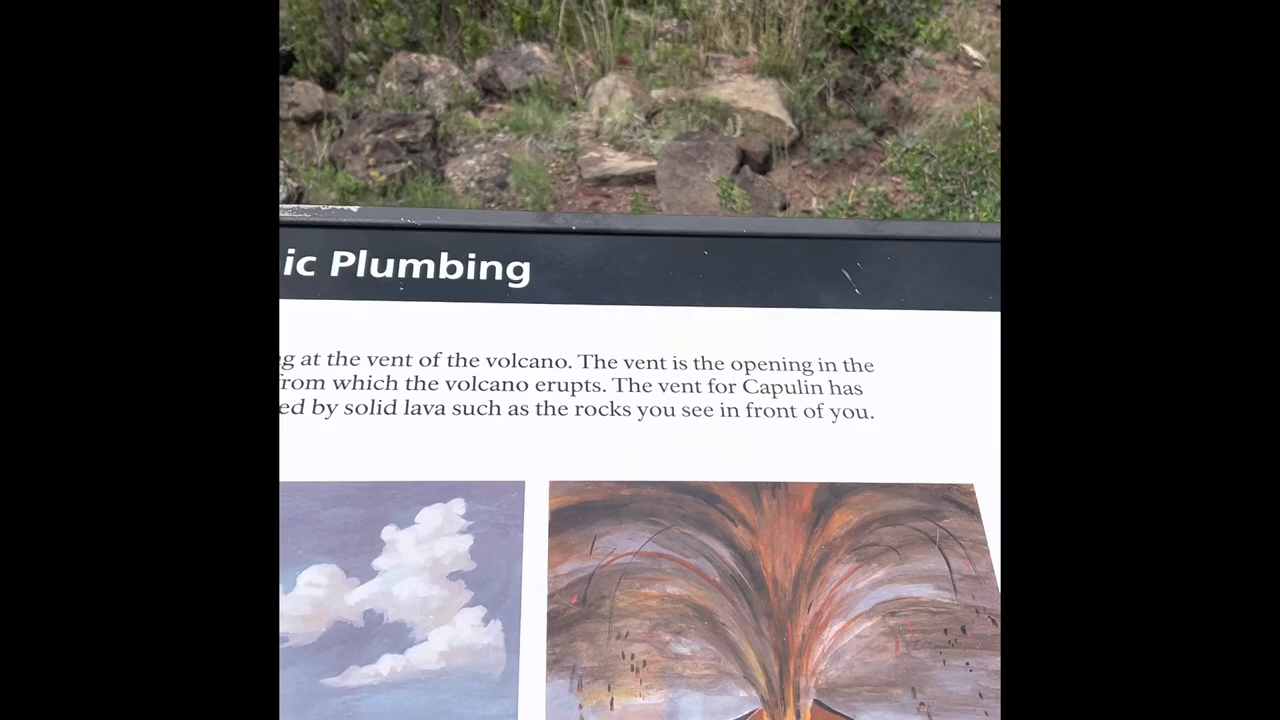 ic Plumbing
g at the vent of the volcano. The vent is the opening in the
from which the volcano erupts. The vent for Capulin has
ed by solid lava such as the rocks you see in front of you.